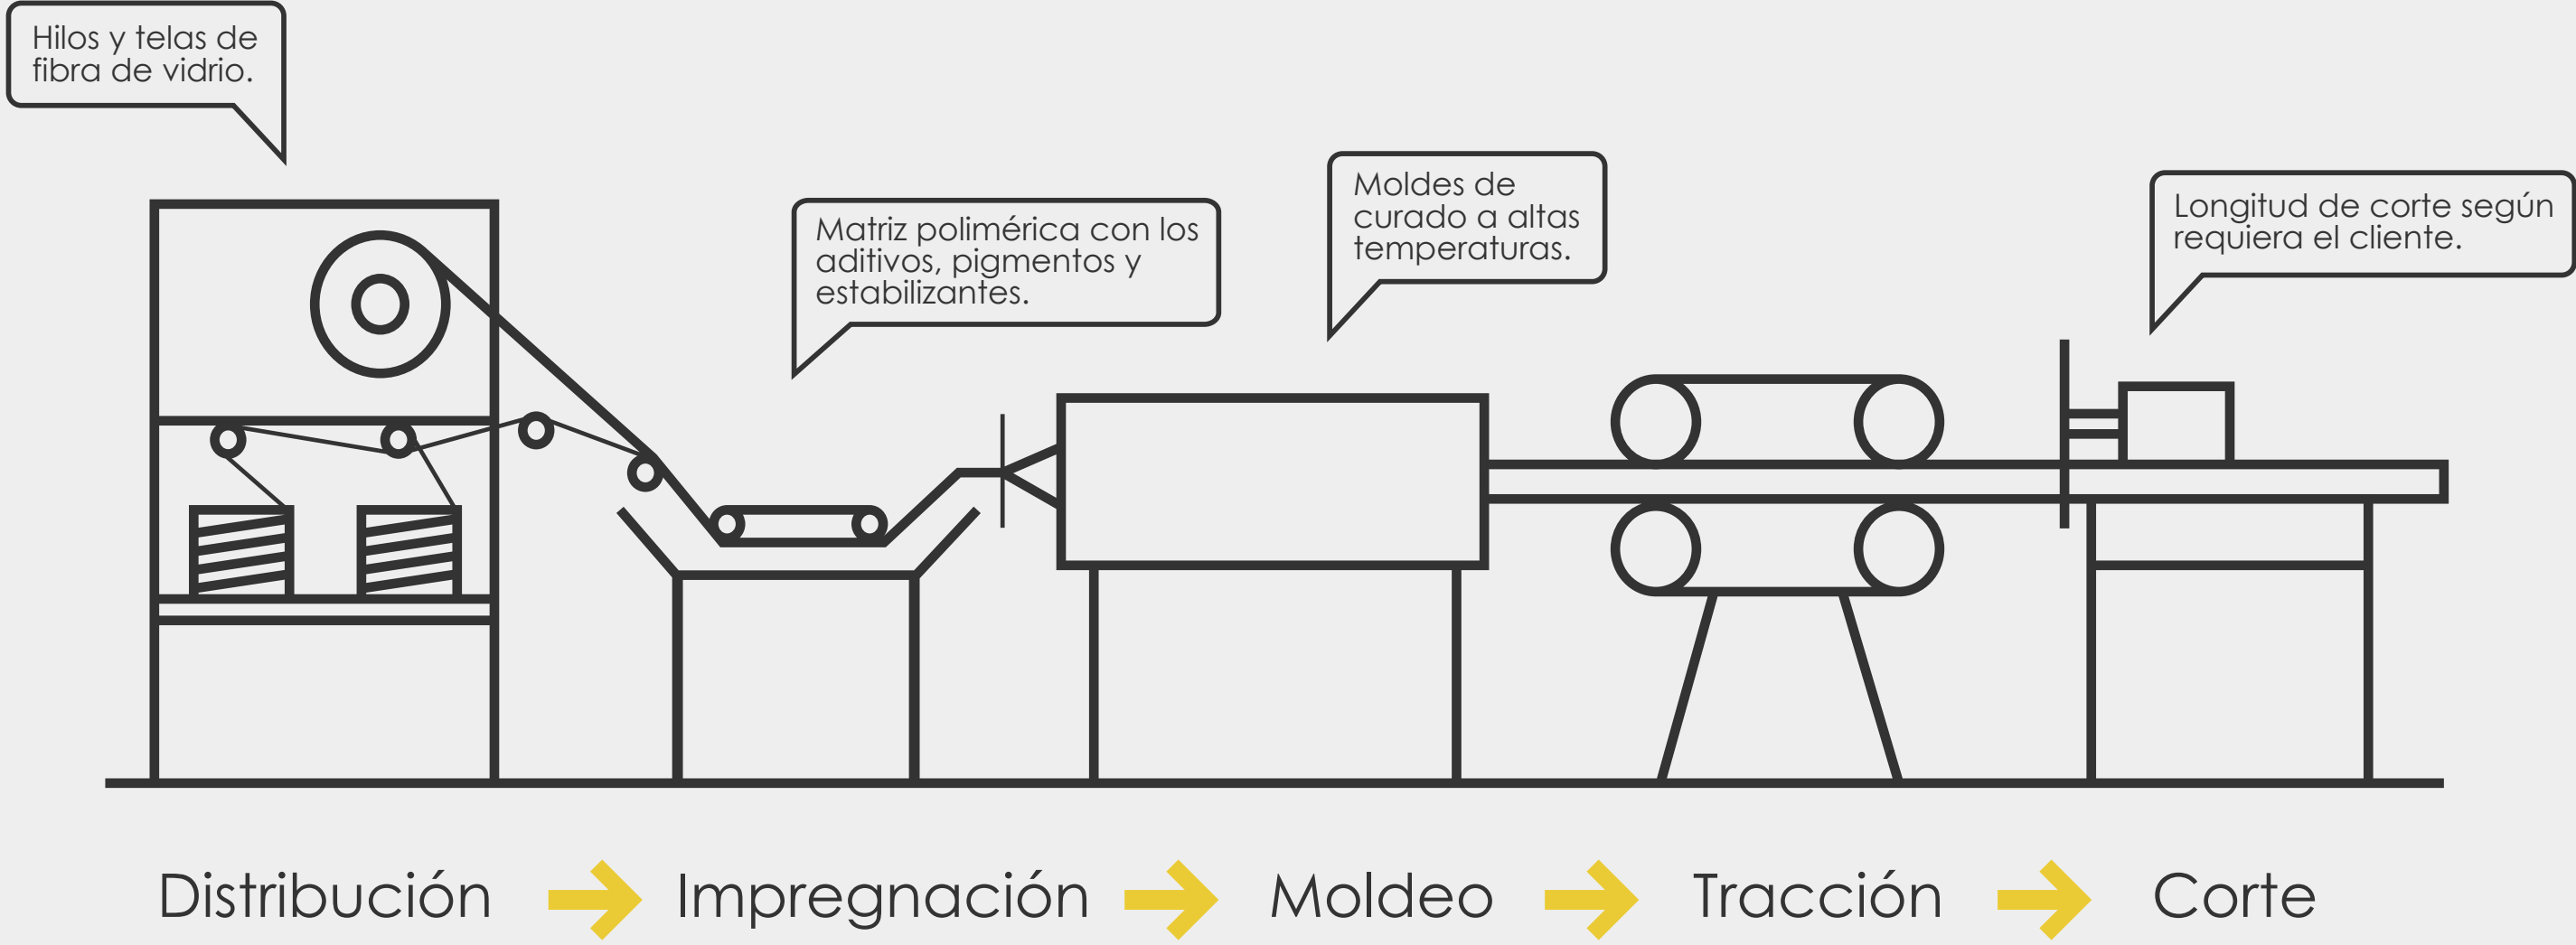 Hilos y telas de
fibra de vidrio.
Matriz polimérica con los
aditivos, pigmentos y
estabilizantes.
Moldes de
curado a altas
temperaturas.
Longitud de corte según
requiera el cliente.
Distribución
Impregnación
Moldeo
Tracción
Corte